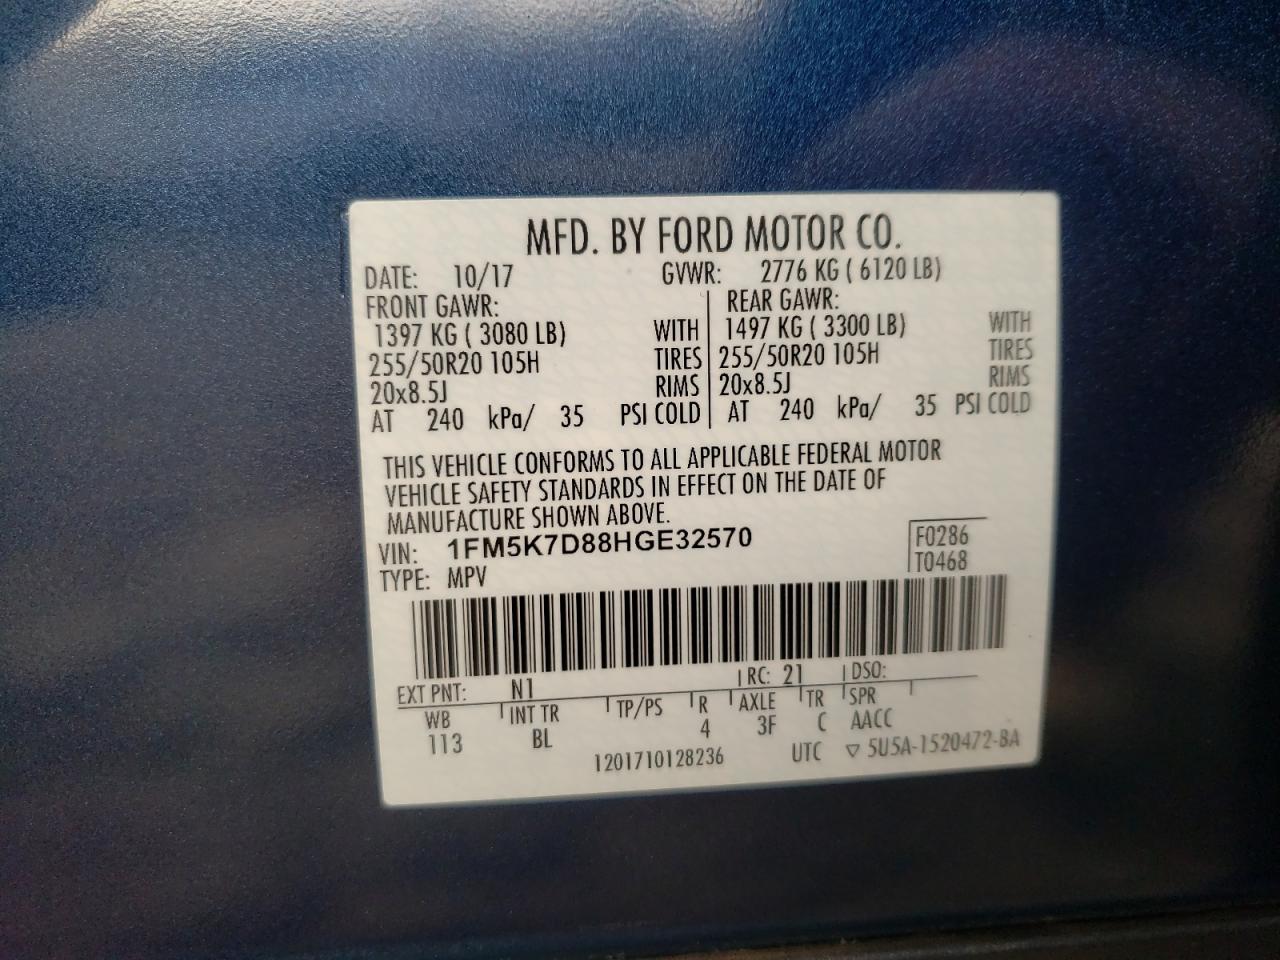 MFD. BY FORD MOTOR CO.
DATE: 10/17 GVWR: 2776 KG ( 6120 LB)
FRONT GAWR: REAR GAWR:
1397 KG ( 3080 LB) WITH 1497 KG ( 3300 LB) WITH
255/50R20 105H TIRES 255/50R20 105H TIRES
20x8.5J RIMS 20x8.5J RIMS
AT 240 kPa/ 35 PSI COLD AT 240 kPa/ 35 PSI COLD
THIS VEHICLE CONFORMS TO ALL APPLICABLE FEDERAL MOTOR
VEHICLE SAFETY STANDARDS IN EFFECT ON THE DATE OF
MANUFACTURE SHOWN ABOVE.
VIN: 1FM5K7D88HGE32570 F0286
TYPE: MPV T0468
EXT PNT: N1 RC: 21 DSO:
WB INT TR TP/PS R AXLE TR SPR
113 BL 4 3F C AACC
1201710128236 UTC ▽ 5U5A-1520472-BA